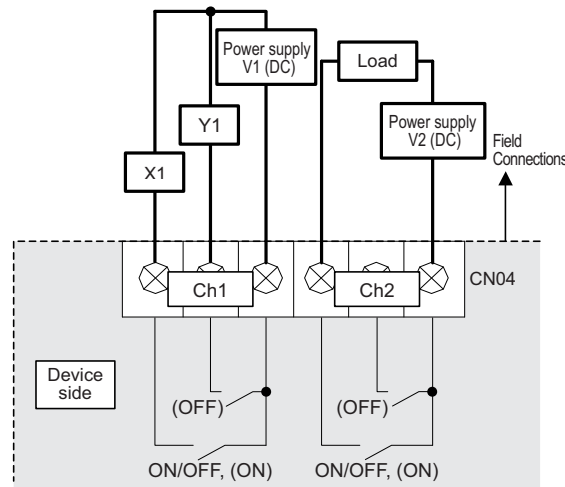 Power supply
V1 (DC)
Load
Y1
Power supply
V2 (DC)
Field
Connections
X1
Ch1
Ch2
CN04
Device
side
(OFF)
(OFF)
ON/OFF, (ON)
ON/OFF, (ON)